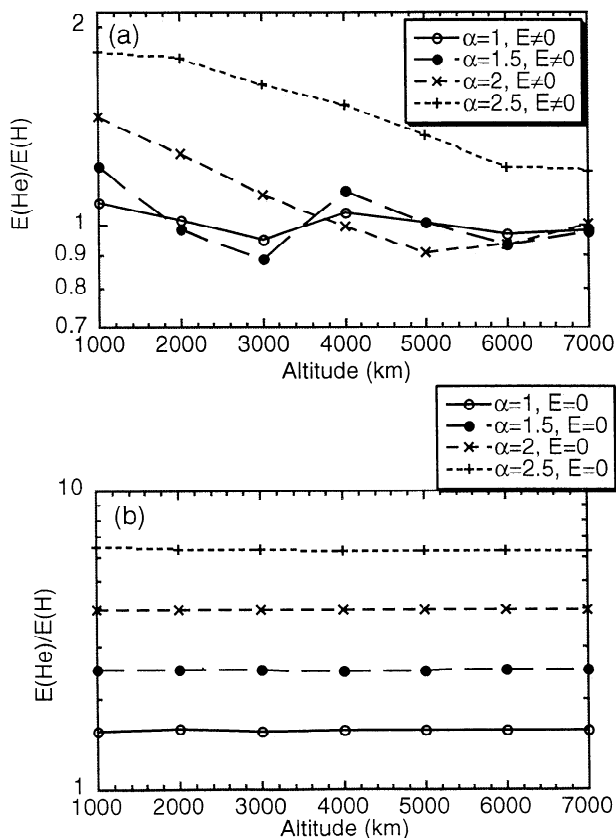 (a)
α=1, E≠0
α=1.5, E≠0
α=2, E≠0
α=2.5, E≠0
E(He)/E(H)
2
1
0.9
0.8
0.7
1000 2000 3000 4000 5000 6000 7000
Altitude (km)
α=1, E=0
α=1.5, E=0
α=2, E=0
α=2.5, E=0
(b)
E(He)/E(H)
10
1
1000 2000 3000 4000 5000 6000 7000
Altitude (km)